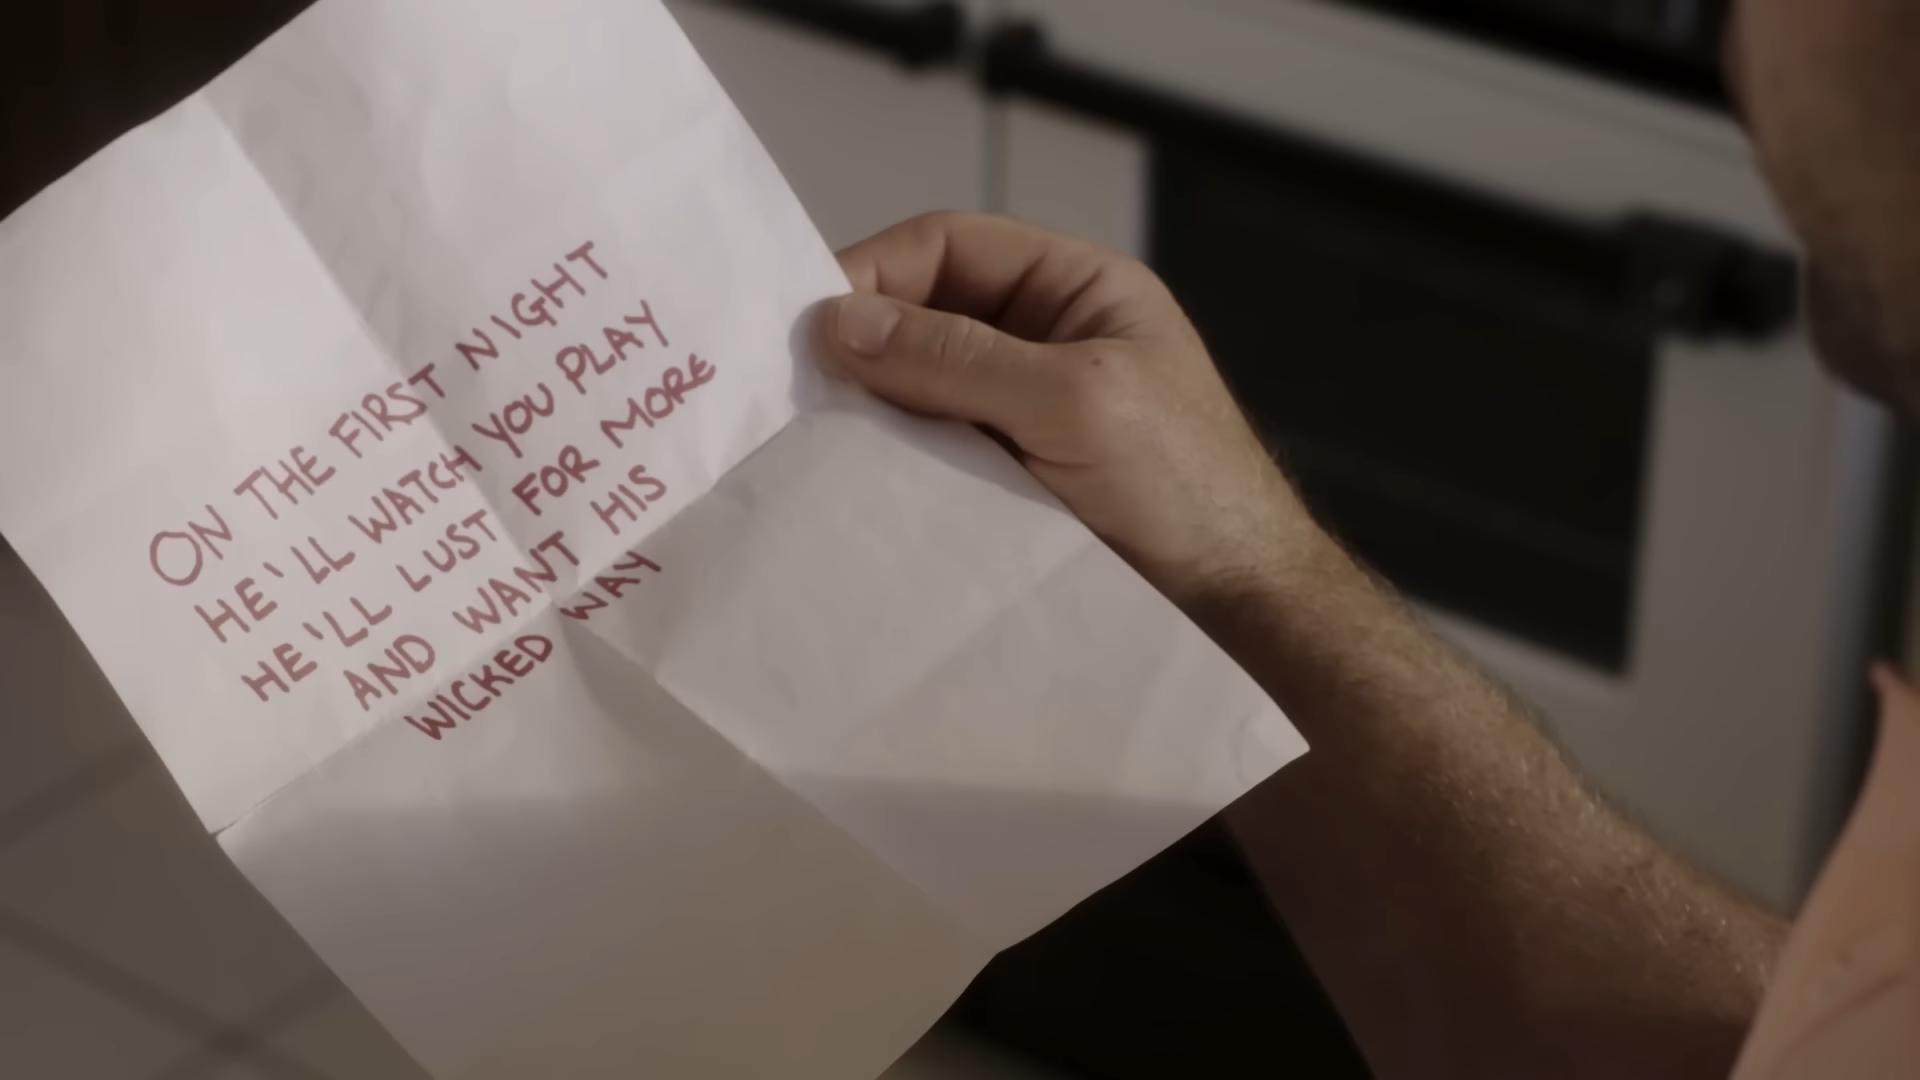 ON THE FIRST NIGHT
HE'LL WATCH YOU PLAY
HE'LL LUST FOR MORE
AND WANT HIS
WICKED WAY